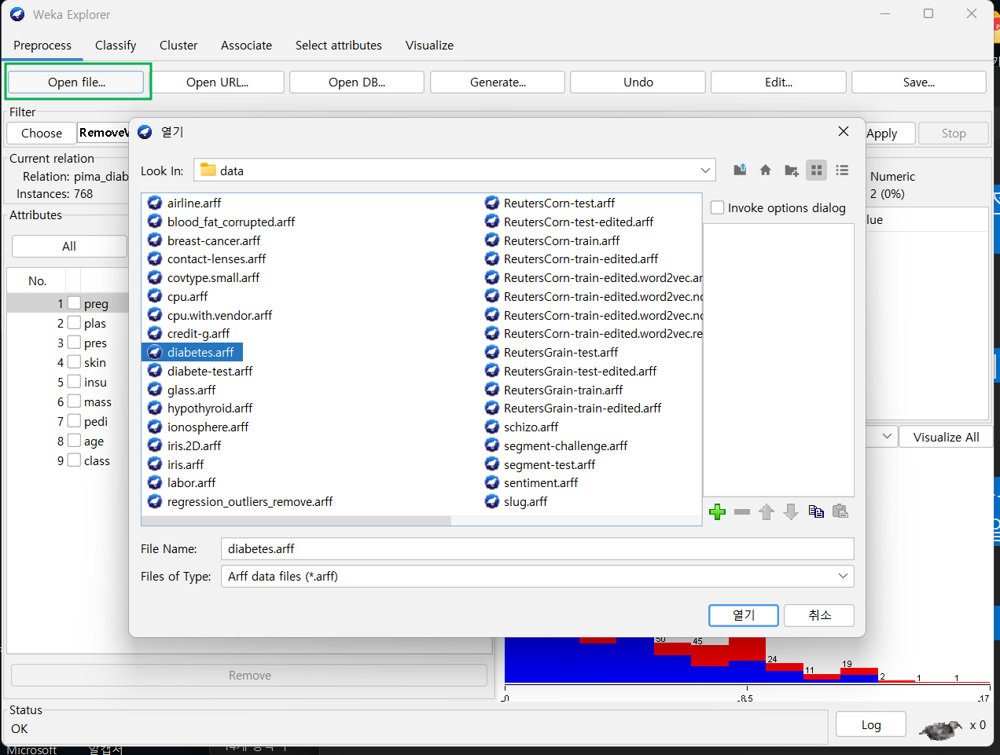 Weka Explorer
Preprocess Classify Cluster Associate Select attributes Visualize
Open file... Open URL... Open DB... Generate... Undo Edit... Save...
Filter
Choose RemoveV Apply Stop
Current relation
Relation: pima_diab
Instances: 768
Attributes
All
No.
1 preg
2 plas
3 pres
4 skin
5 insu
6 mass
7 pedi
8 age
9 class
Remove
Status
OK
Log x 0
열기
Look In: data
airline.arff
blood_fat_corrupted.arff
breast-cancer.arff
contact-lenses.arff
covtype.small.arff
cpu.arff
cpu.with.vendor.arff
credit-g.arff
diabetes.arff
diabete-test.arff
glass.arff
hypothyroid.arff
ionosphere.arff
iris.2D.arff
iris.arff
labor.arff
regression_outliers_remove.arff
ReutersCorn-test.arff
ReutersCorn-test-edited.arff
ReutersCorn-train.arff
ReutersCorn-train-edited.arff
ReutersCorn-train-edited.word2vec.ar
ReutersCorn-train-edited.word2vec.nc
ReutersCorn-train-edited.word2vec.nc
ReutersCorn-train-edited.word2vec.re
ReutersGrain-test.arff
ReutersGrain-test-edited.arff
ReutersGrain-train.arff
ReutersGrain-train-edited.arff
schizo.arff
segment-challenge.arff
segment-test.arff
sentiment.arff
slug.arff
Invoke options dialog
File Name: diabetes.arff
Files of Type: Arff data files (*.arff)
열기 취소
Numeric
2 (0%)
lue
Visualize All
50 45 24 11 19 2 1 1
0 8.5 17
Microsoft 알캡처